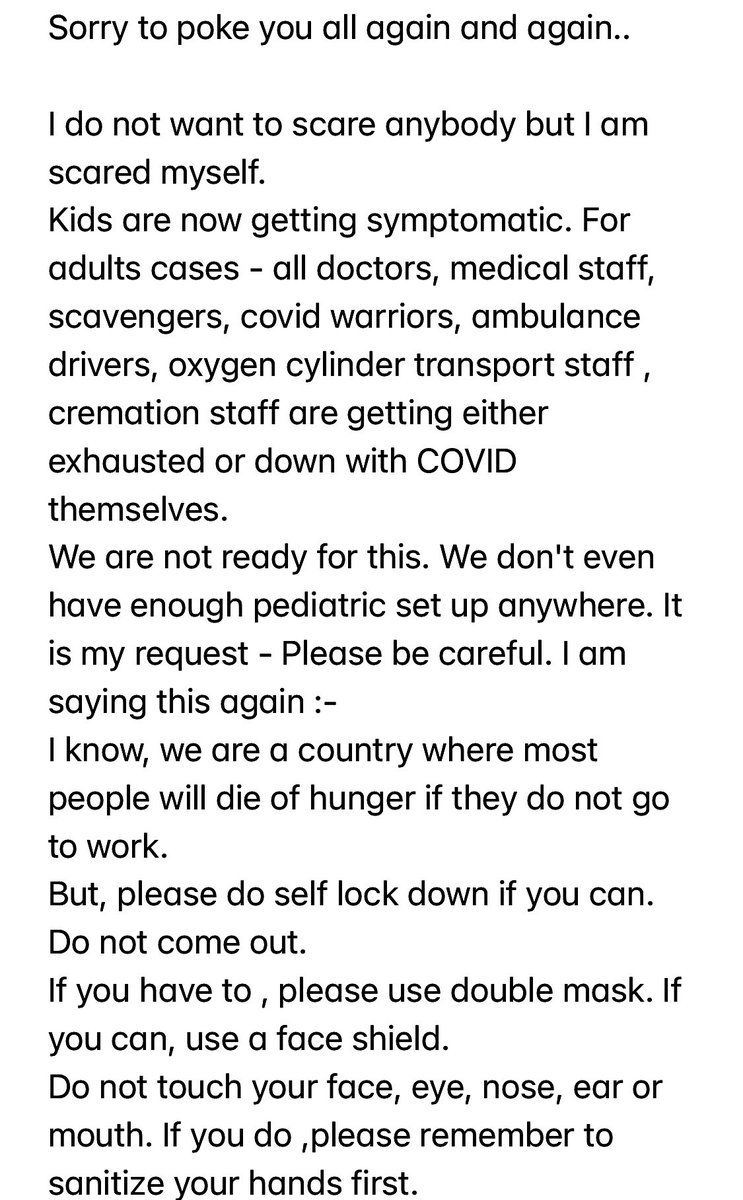 Sorry to poke you all again and again..
I do not want to scare anybody but I am
scared myself.
Kids are now getting symptomatic. For
adults cases - all doctors, medical staff,
scavengers, covid warriors, ambulance
drivers, oxygen cylinder transport staff ,
cremation staff are getting either
exhausted or down with COVID
themselves.
We are not ready for this. We don't even
have enough pediatric set up anywhere. It
is my request - Please be careful. I am
saying this again :-
I know, we are a country where most
people will die of hunger if they do not go
to work.
But, please do self lock down if you can.
Do not come out.
If you have to , please use double mask. If
you can, use a face shield.
Do not touch your face, eye, nose, ear or
mouth. If you do ,please remember to
sanitize your hands first.